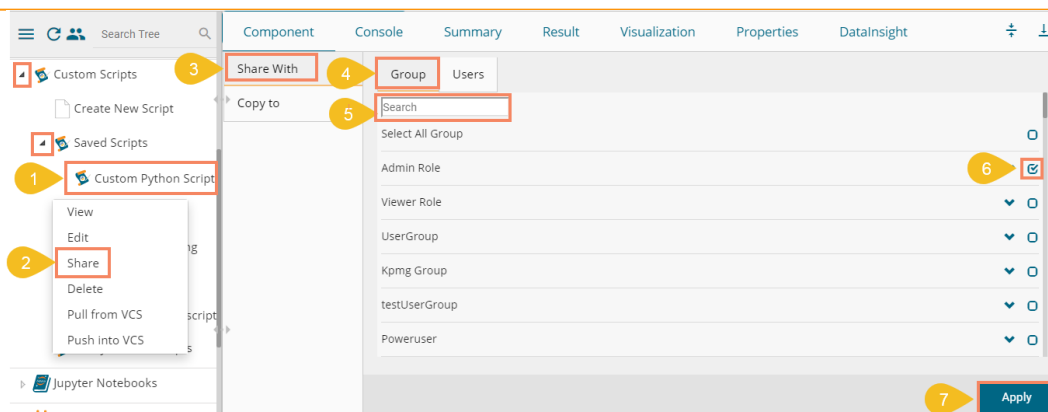 Search Tree
Component
Console
Summary
Result
Visualization
Properties
DataInsight
Custom Scripts
Create New Script
Saved Scripts
1
Custom Python Script
View
Edit
2
Share
Delete
Pull from VCS
Push into VCS
Jupyter Notebooks
3
Share With
Copy to
4
Group
Users
5
Search
Select All Group
Admin Role
6
Viewer Role
UserGroup
Kpmg Group
testUserGroup
Poweruser
7
Apply